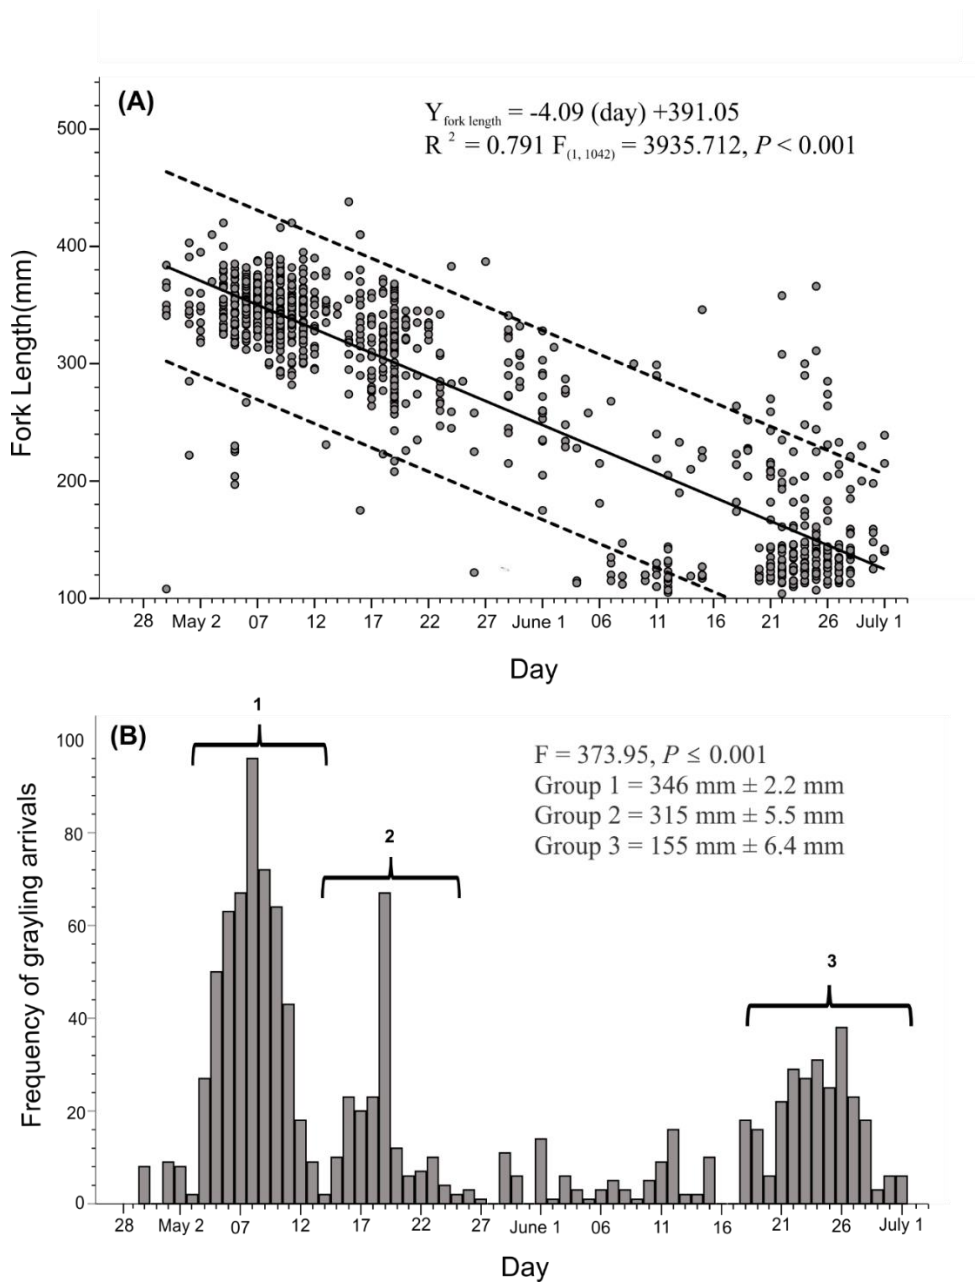 (A)
Y fork length = -4.09 (day) +391.05
R 2 = 0.791 F(1, 1042) = 3935.712, P < 0.001
500
400
300
200
100
Fork Length(mm)
28 May 2 07 12 17 22 27 June 1 06 11 16 21 26 July 1
Day
1
(B)
F = 373.95, P ≤ 0.001
Group 1 = 346 mm ± 2.2 mm
Group 2 = 315 mm ± 5.5 mm
Group 3 = 155 mm ± 6.4 mm
2
3
100
80
60
40
20
0
Frequency of grayling arrivals
28 May 2 07 12 17 22 27 June 1 06 11 16 21 26 July 1
Day